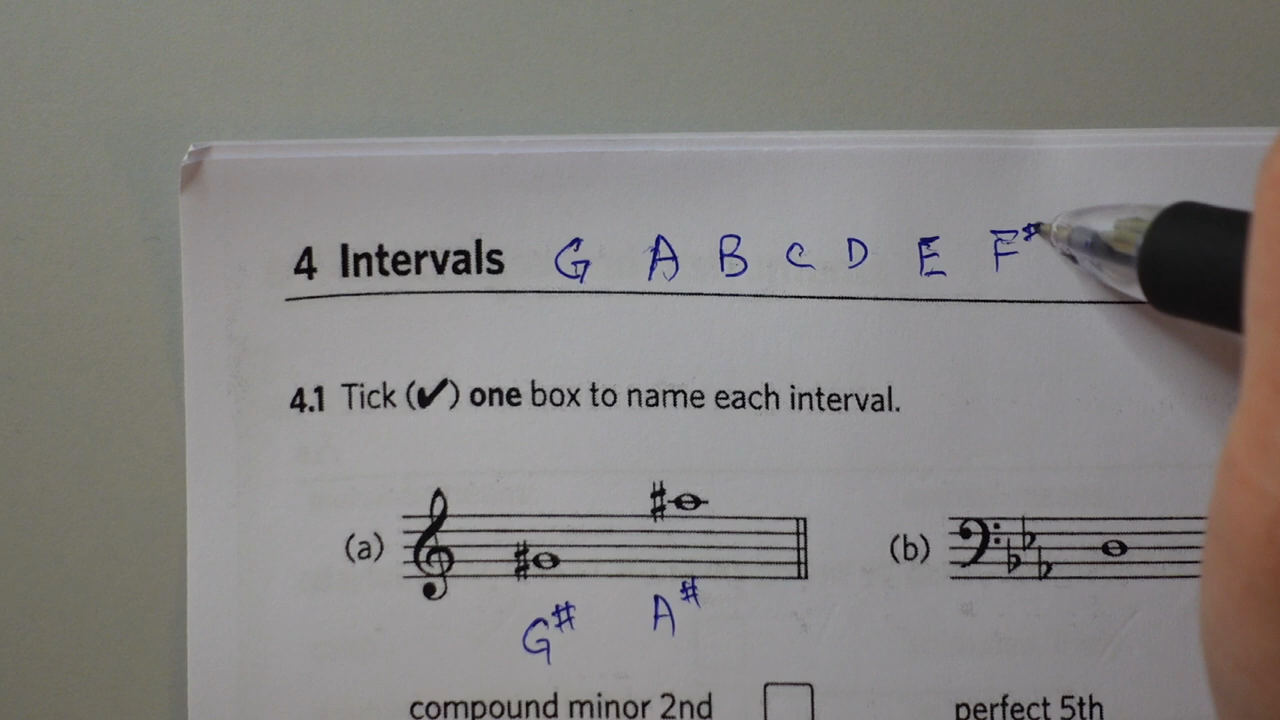 4 Intervals G A B C D E F#
4.1 Tick (✔) one box to name each interval.
(a) (b)
G# A#
compound minor 2nd perfect 5th